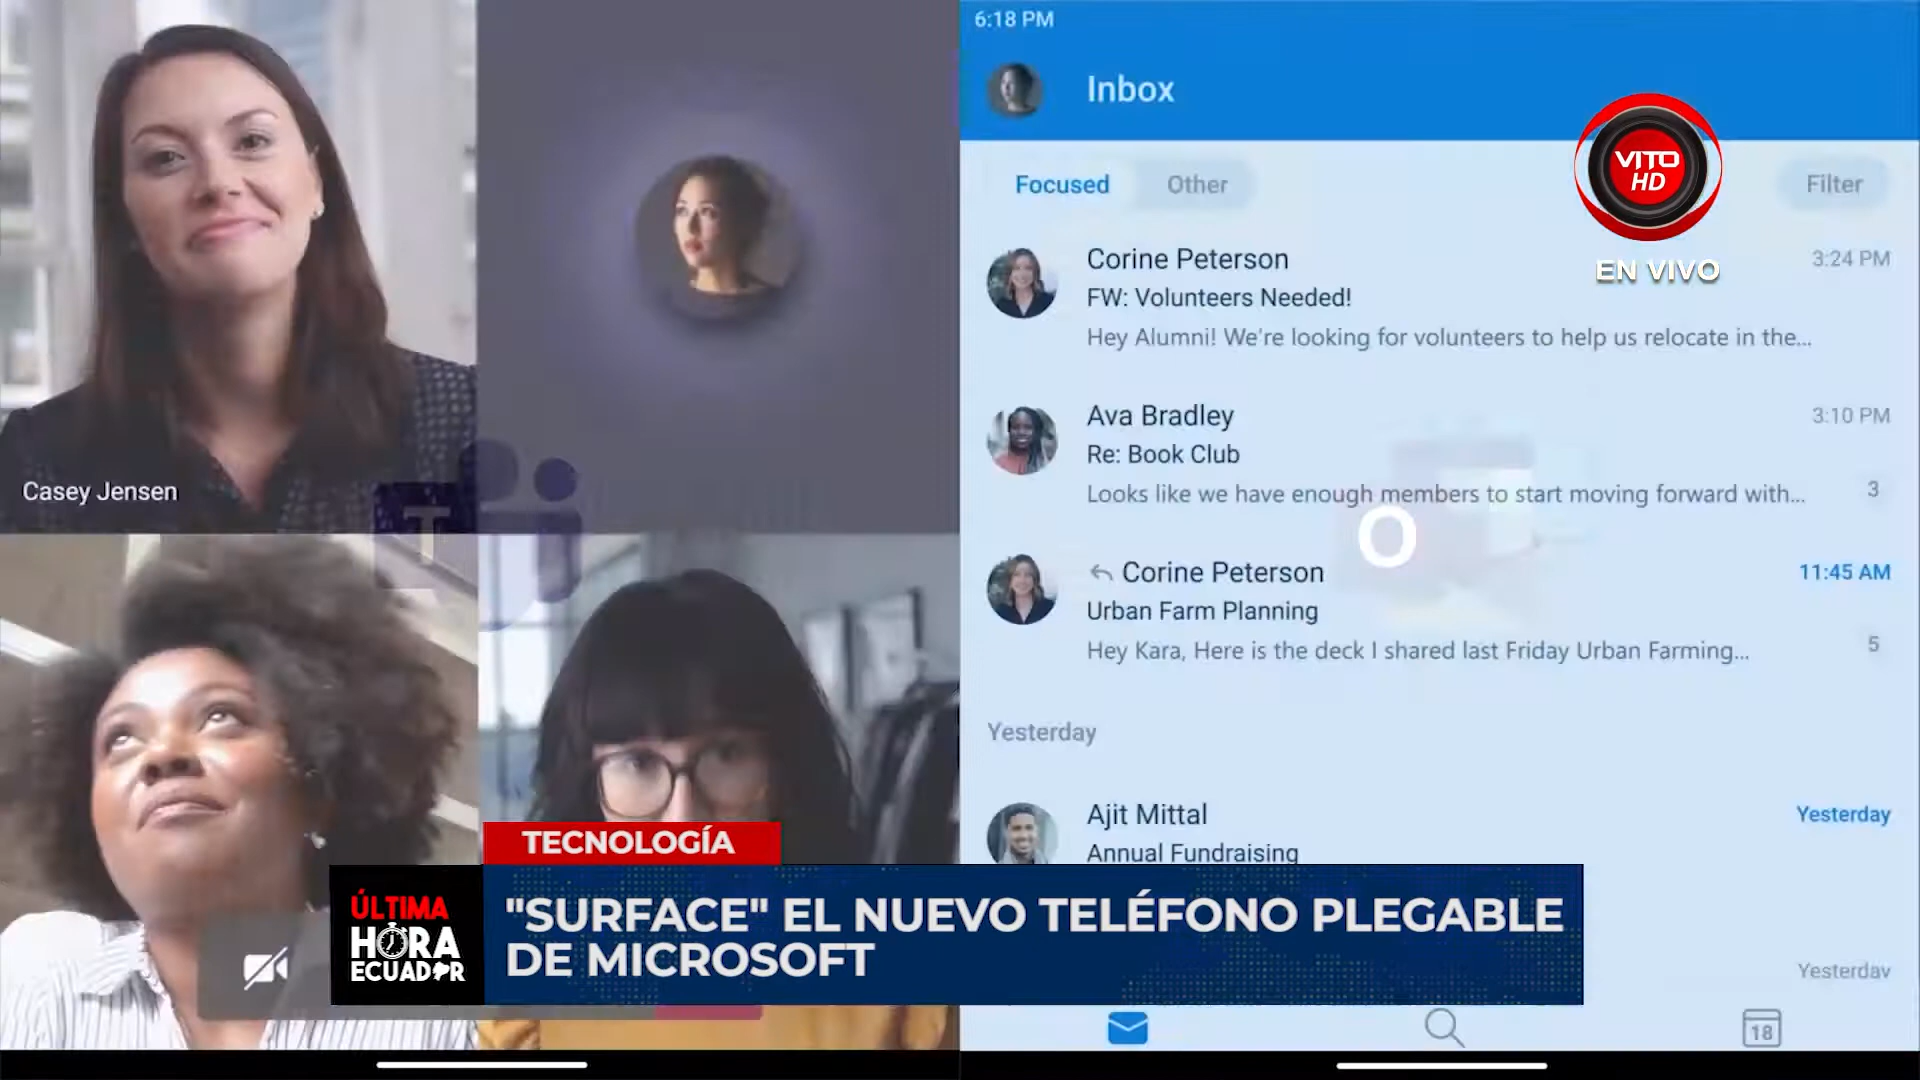 6:18 PM
Inbox
Focused
Other
Filter
VITO
HD
EN VIVO
Corine Peterson
3:24 PM
FW: Volunteers Needed!
Hey Alumni! We're looking for volunteers to help us relocate in the...
Ava Bradley
3:10 PM
Re: Book Club
Looks like we have enough members to start moving forward with...
3
O
Corine Peterson
11:45 AM
Urban Farm Planning
Hey Kara, Here is the deck I shared last Friday Urban Farming...
5
Yesterday
Ajit Mittal
Yesterday
Annual Fundraising
Yesterday
18
Casey Jensen
T
TECNOLOGÍA
ÚLTIMA
HORA
ECUADOR
"SURFACE" EL NUEVO TELÉFONO PLEGABLE
DE MICROSOFT